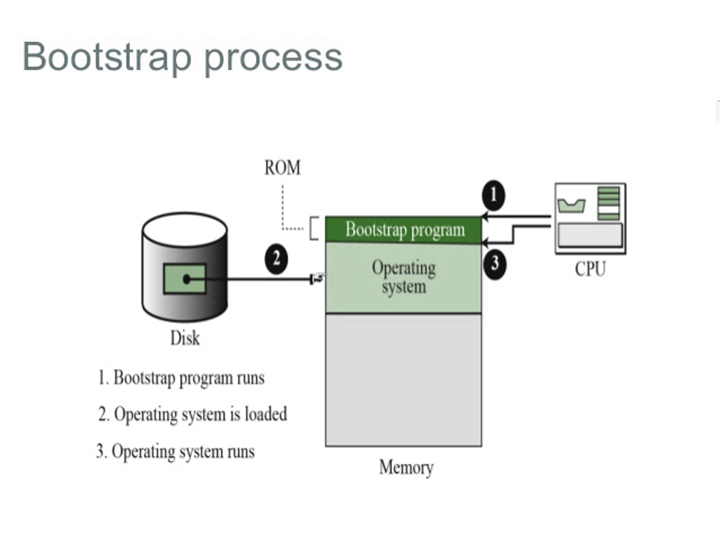 Bootstrap process
ROM
1
Bootstrap program
2
Operating
system
3
CPU
Disk
1. Bootstrap program runs
2. Operating system is loaded
3. Operating system runs
Memory